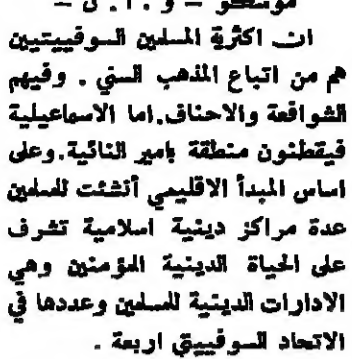 موسكو – و . ا . ن –
ان اكثرية المسلمين السوفييتيين
هم من اتباع المذهب السني . وفيهم
الشوافعة والاحناف.اما الاسماعيلية
فيقطنون منطقة بامير النائية.وعلى
اساس المبدأ الاقليمي أنشئت للمسلمين
عدة مراكز دينية اسلامية تشرف
على الحياة الدينية المؤمنين وهي
الادارات الدينية للمسلمين وعددها في
الاتحاد السوفييتي اربعة .